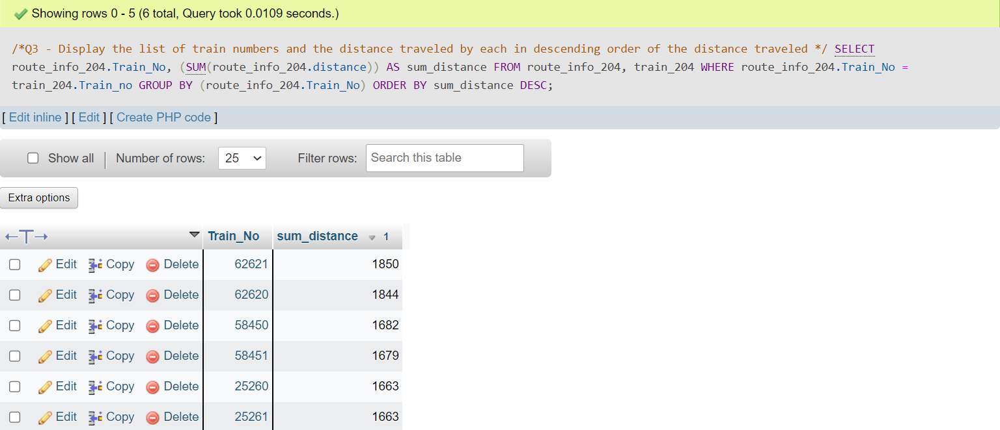 Showing rows 0 - 5 (6 total, Query took 0.0109 seconds.)
/*Q3 - Display the list of train numbers and the distance traveled by each in descending order of the distance traveled */ SELECT
route_info_204.Train_No, (SUM(route_info_204.distance)) AS sum_distance FROM route_info_204, train_204 WHERE route_info_204.Train_No =
train_204.Train_no GROUP BY (route_info_204.Train_No) ORDER BY sum_distance DESC;
[ Edit inline ] [ Edit ] [ Create PHP code ]
Show all Number of rows: 25 Filter rows: Search this table
Extra options
←T→ Train_No sum_distance 1
Edit Copy Delete 62621 1850
Edit Copy Delete 62620 1844
Edit Copy Delete 58450 1682
Edit Copy Delete 58451 1679
Edit Copy Delete 25260 1663
Edit Copy Delete 25261 1663